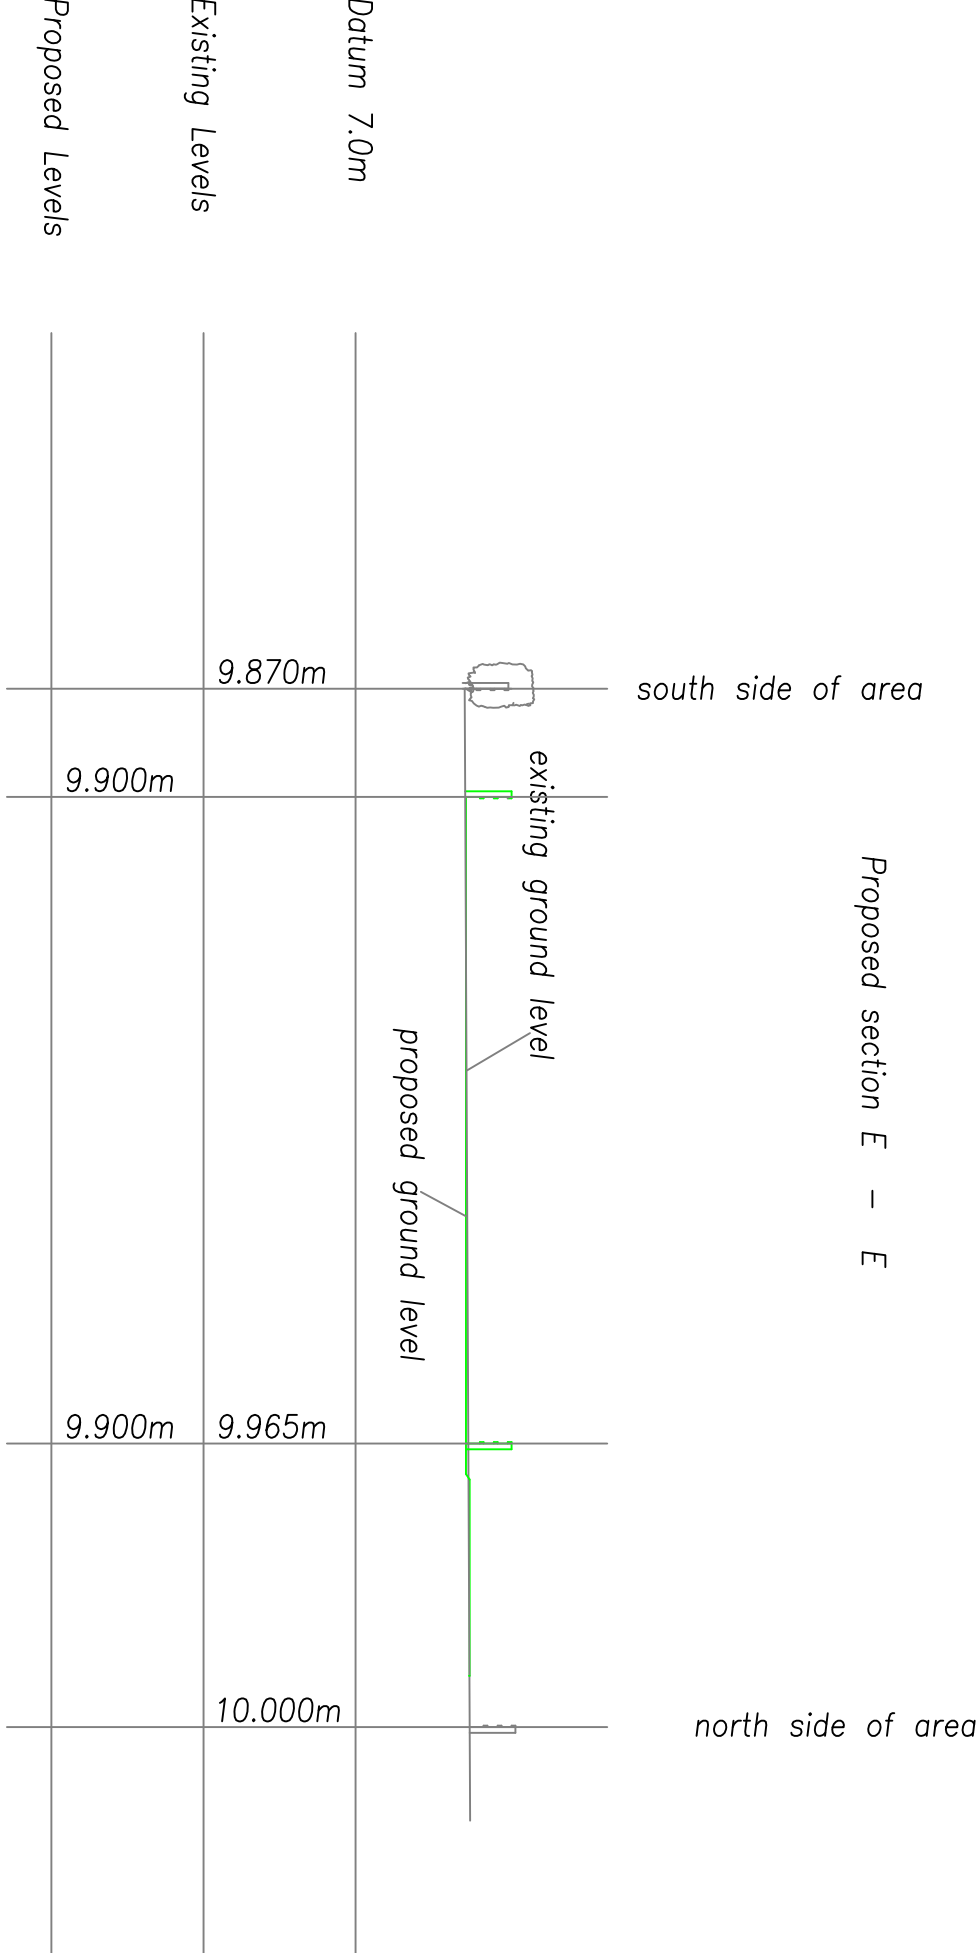 Proposed section E - E
south side of area
north side of area
existing ground level
proposed ground level
Datum 7.0m
Existing Levels
9.870m
9.965m
10.000m
Proposed Levels
9.900m
9.900m